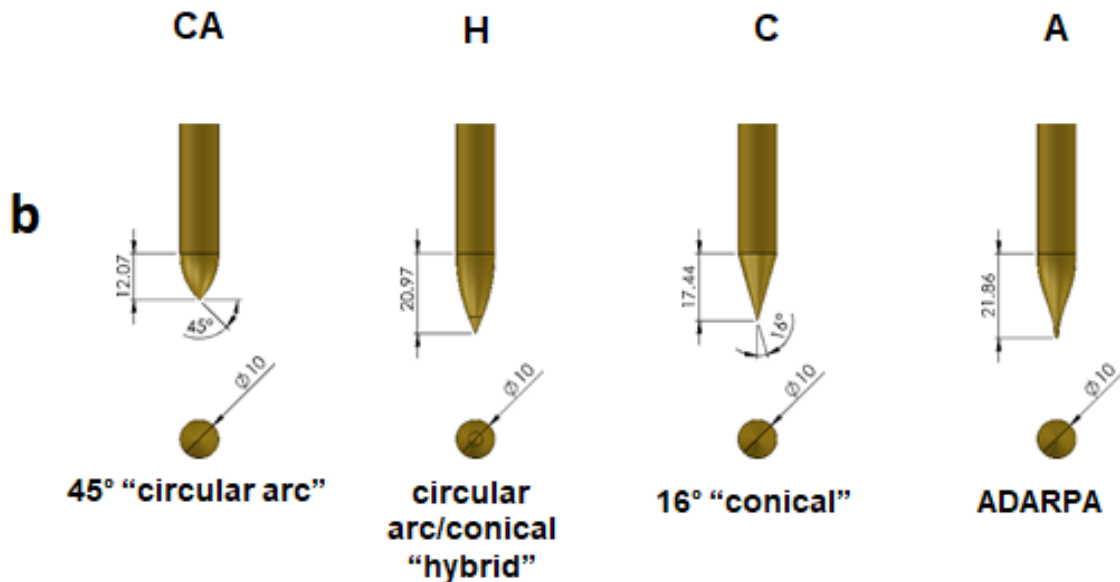 CA H C A
b
12.07 20.97 17.44 21.86
45° 16°
Ø10 Ø10 Ø10 Ø10
45° “circular arc” circular
arc/conical
“hybrid” 16° “conical” ADARPA